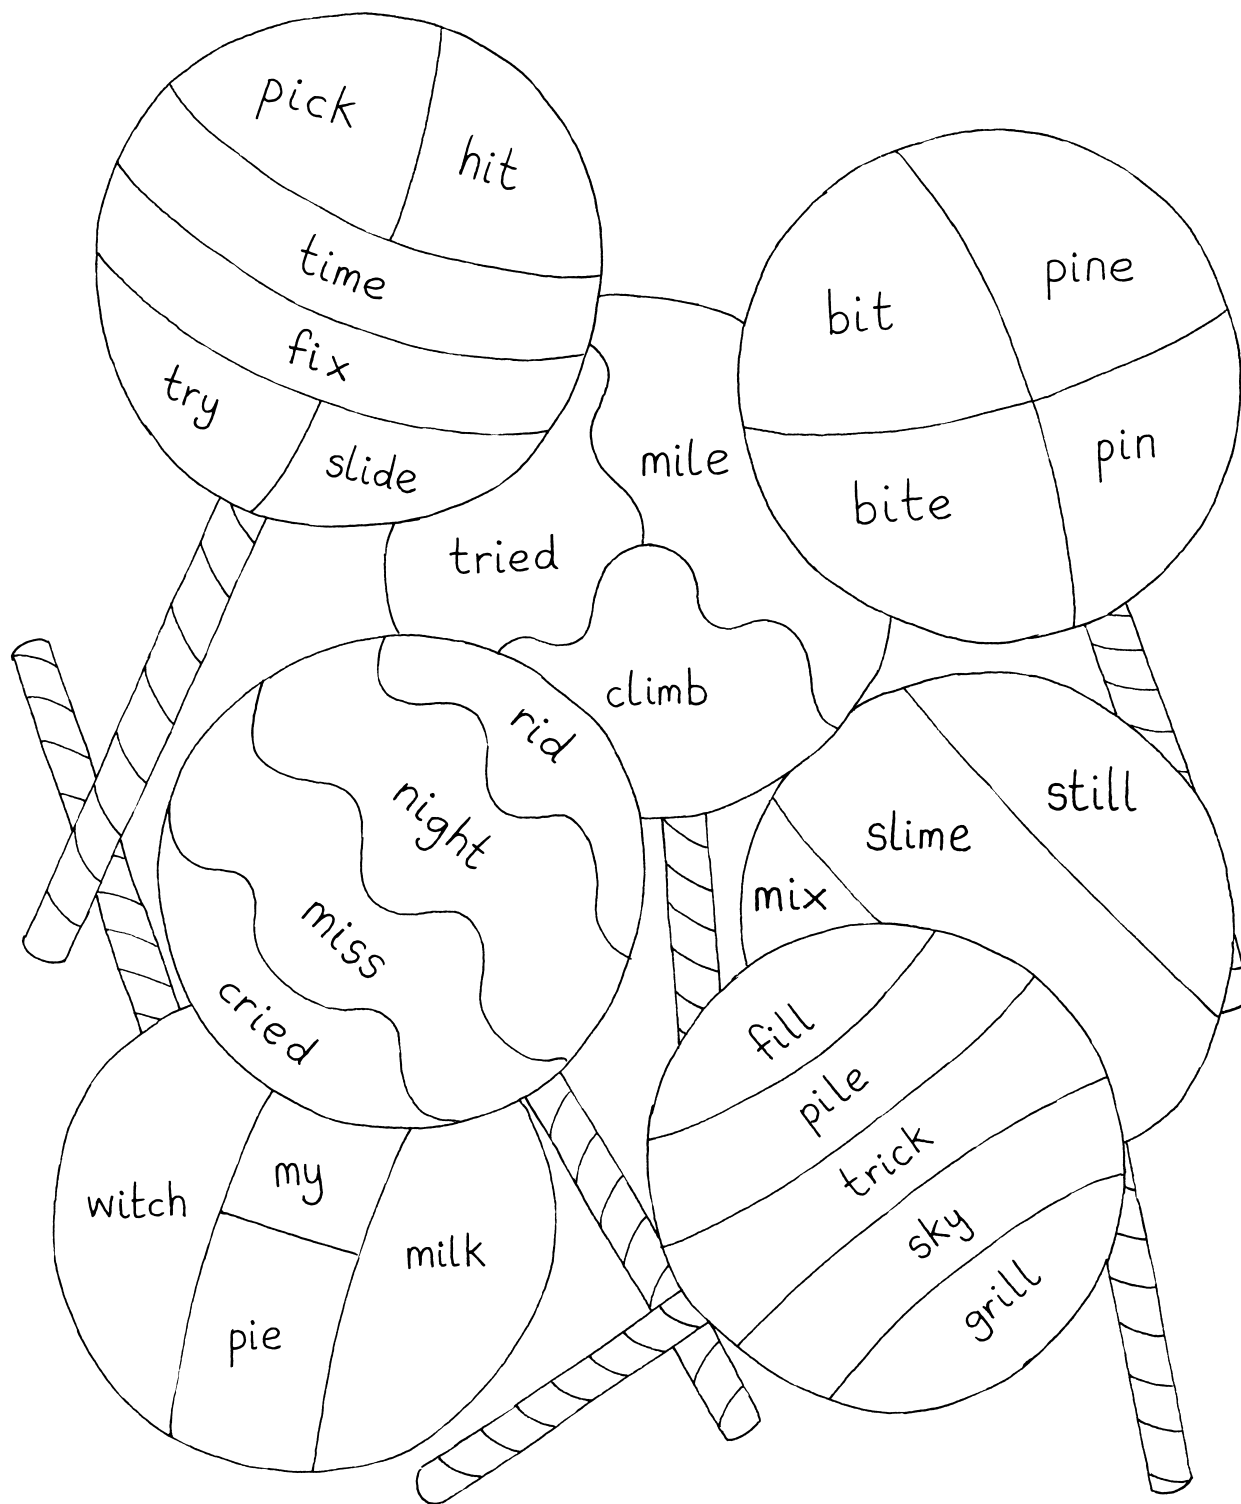 pick
hit
time
fix
try
slide
bit
pine
bite
pin
mile
tried
climb
rid
night
miss
cried
still
slime
mix
fill
pile
trick
sky
grill
witch
my
pie
milk